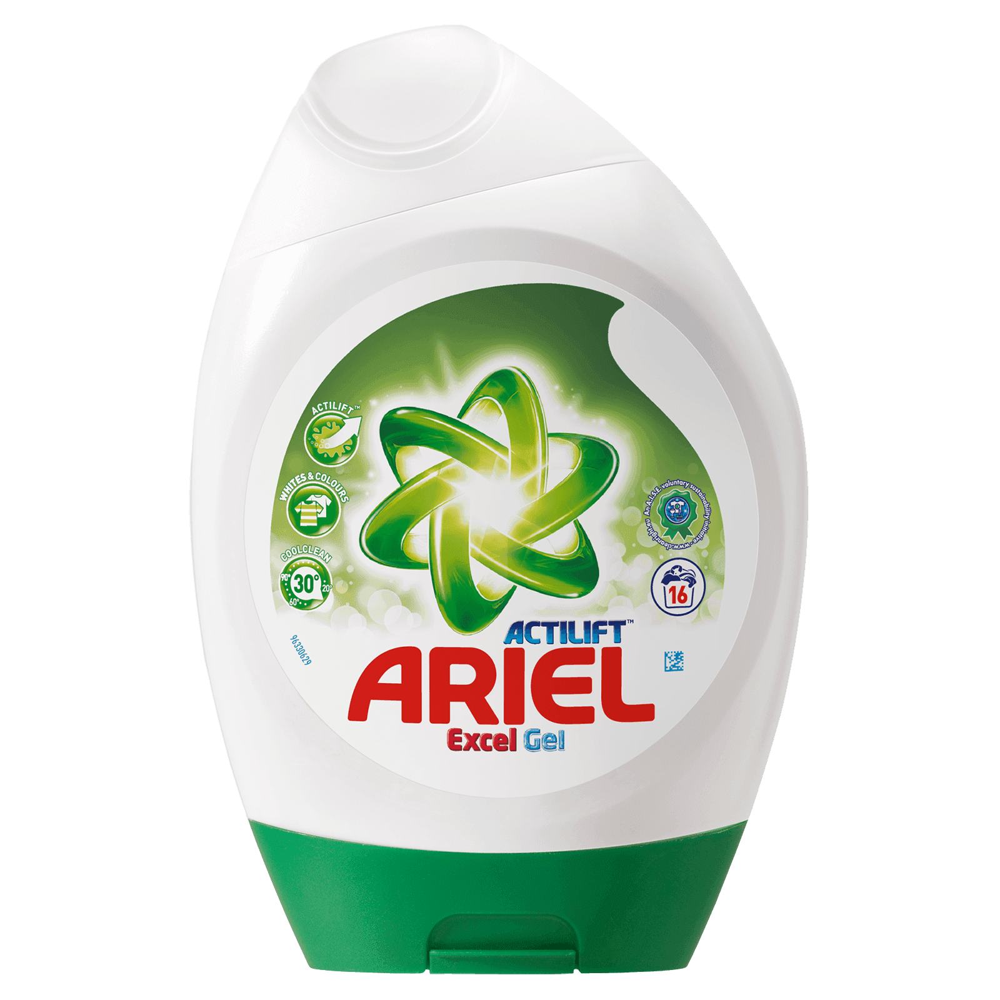 ACTILIFT™
WHITES & COLOURS
COOLCLEAN
90°
30°
20°
60°
An A.I.S.E. voluntary sustainability initiative - www.cleanright.eu
16
96330629
ACTILIFT™
ARIEL
Excel Gel